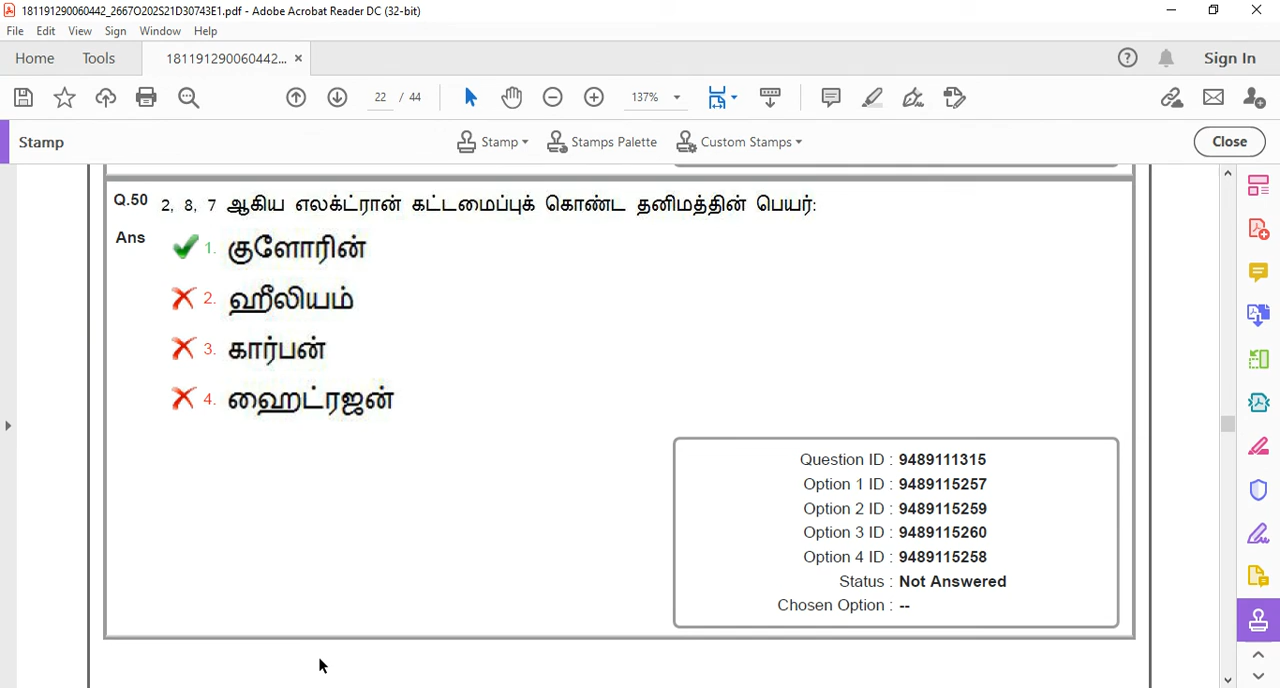 181191290060442_2667O202S21D30743E1.pdf - Adobe Acrobat Reader DC (32-bit)
File Edit View Sign Window Help
Home Tools 181191290060442... × Sign In
22 / 44 137%
Stamp Stamp Stamps Palette Custom Stamps Close
Q.50 2, 8, 7 ஆகிய எலக்ட்ரான் கட்டமைப்புக் கொண்ட தனிமத்தின் பெயர்:
Ans 1. குளோரின்
2. ஹீலியம்
3. கார்பன்
4. ஹைட்ரஜன்
Question ID : 9489111315
Option 1 ID : 9489115257
Option 2 ID : 9489115259
Option 3 ID : 9489115260
Option 4 ID : 9489115258
Status : Not Answered
Chosen Option : --